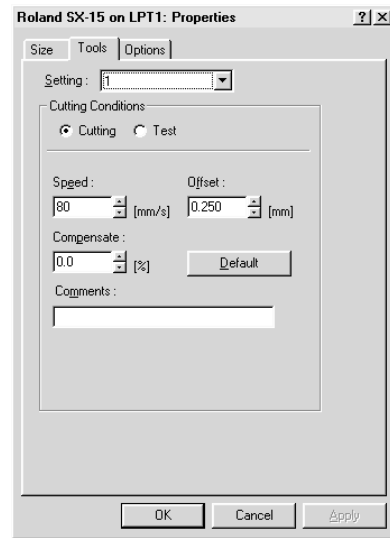 Roland SX-15 on LPT1: Properties
Size Tools Options
Setting : 1
Cutting Conditions
Cutting Test
Speed : Offset :
80 [mm/s] 0.250 [mm]
Compensate :
0.0 [%] Default
Comments :
OK Cancel Apply